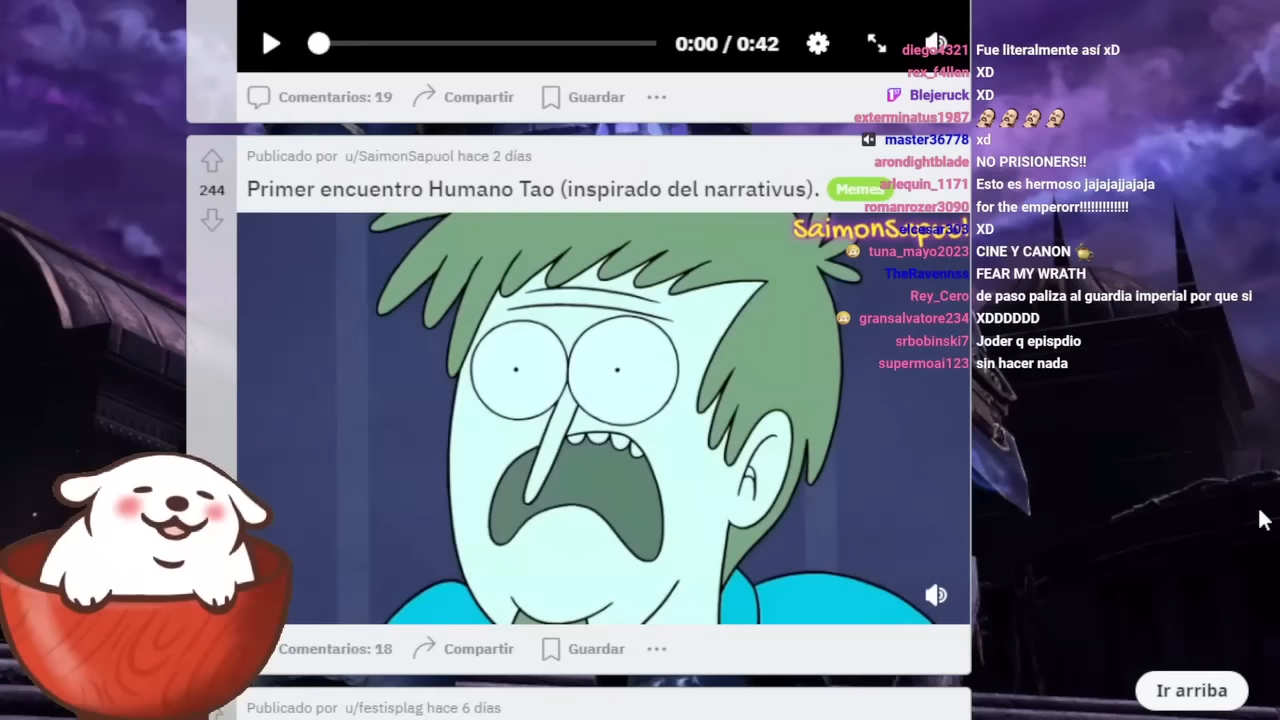 0:00 / 0:42
Comentarios: 19 Compartir Guardar
Publicado por u/SaimonSapuol hace 2 días
244
Primer encuentro Humano Tao (inspirado del narrativus). Memes
SaimonSapuol
diego4321 Fue literalmente así xD
rex_f4llen XD
Blejeruck XD
exterminatus1987
master36778 xd
arondightblade NO PRISIONERS!!
arlequin_1171 Esto es hermoso jajajajjajaja
romanrozer3090 for the emperorr!!!!!!!!!!!!!
elcesar303 XD
tuna_mayo2023 CINE Y CANON
TheRavennss FEAR MY WRATH
Rey_Cero de paso paliza al guardia imperial por que si
gransalvatore234 XDDDDDD
srbobinski7 Joder q epispdio
supermoai123 sin hacer nada
Comentarios: 18 Compartir Guardar
Ir arriba
Publicado por u/festisplag hace 6 días